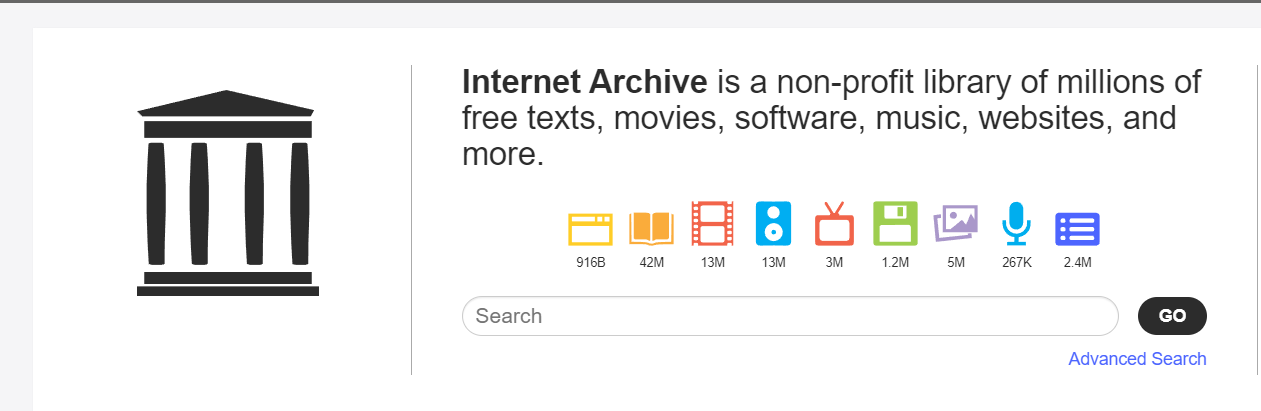 Internet Archive is a non-profit library of millions of
free texts, movies, software, music, websites, and
more.
916B 42M 13M 13M 3M 1.2M 5M 267K 2.4M
Search GO
Advanced Search